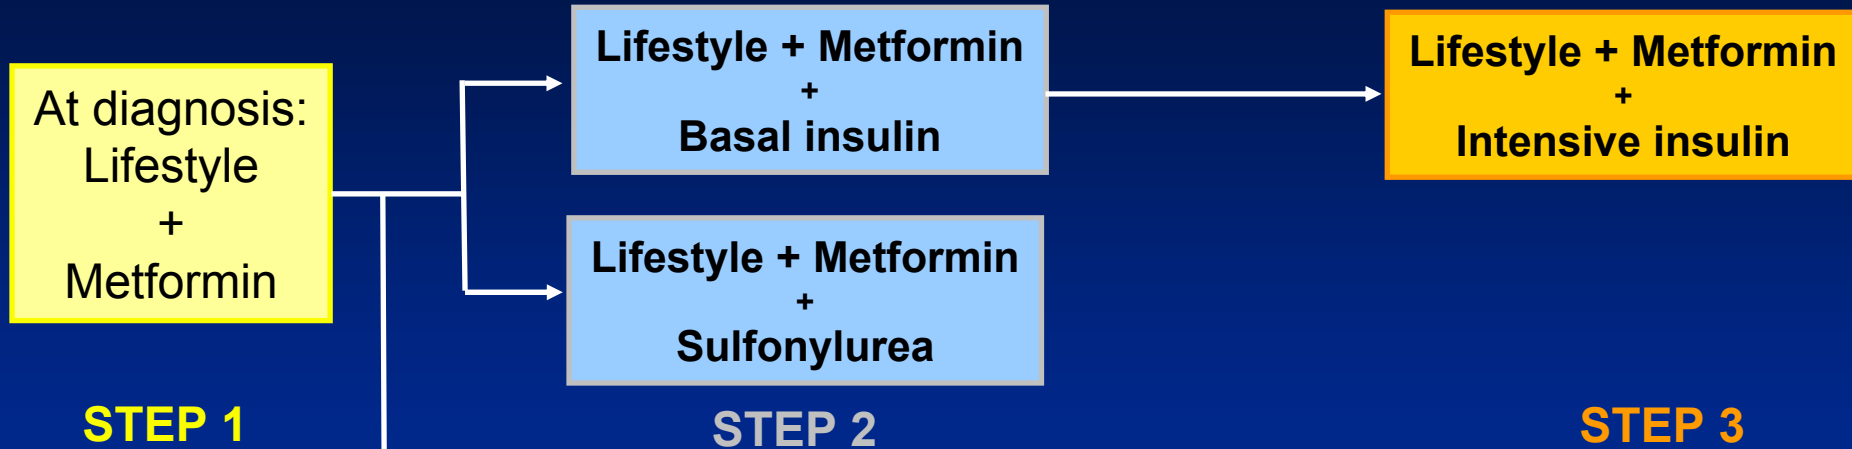 At diagnosis:
Lifestyle
+
Metformin
Lifestyle + Metformin
+
Basal insulin
Lifestyle + Metformin
+
Sulfonylurea
Lifestyle + Metformin
+
Intensive insulin
STEP 1
STEP 2
STEP 3